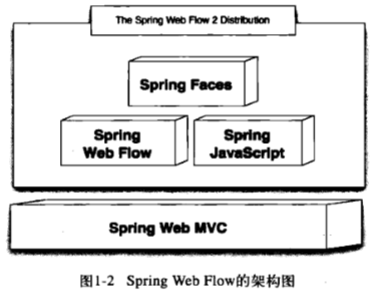 The Spring Web Flow 2 Distribution
Spring Faces
Spring
Web Flow
Spring
JavaScript
Spring Web MVC
图1-2 Spring Web Flow的架构图